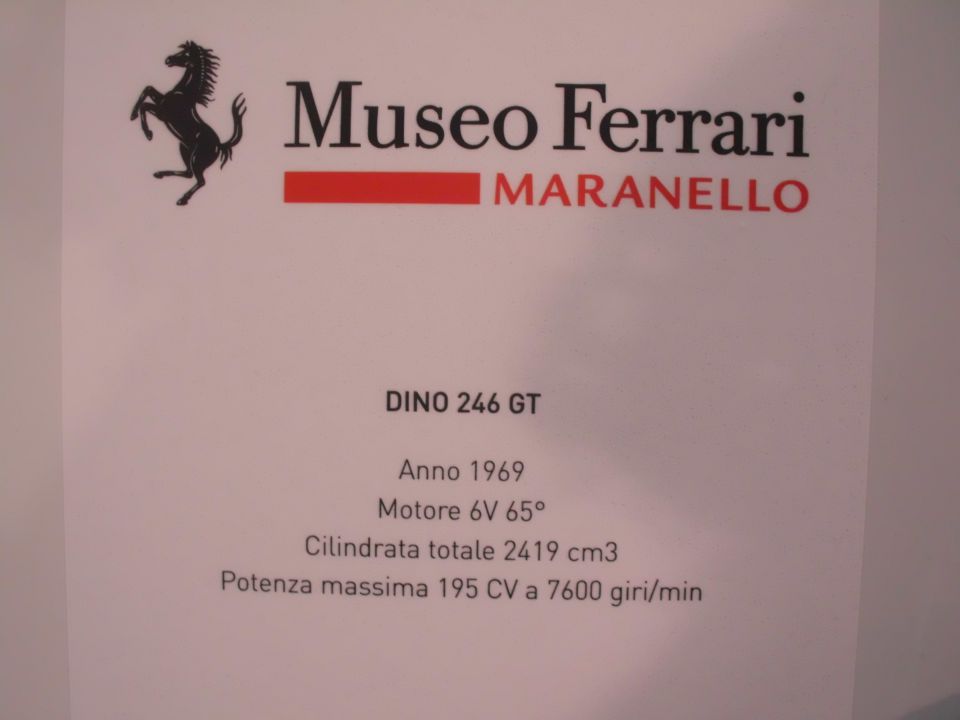 Museo Ferrari
MARANELLO
DINO 246 GT
Anno 1969
Motore 6V 65°
Cilindrata totale 2419 cm3
Potenza massima 195 CV a 7600 giri/min